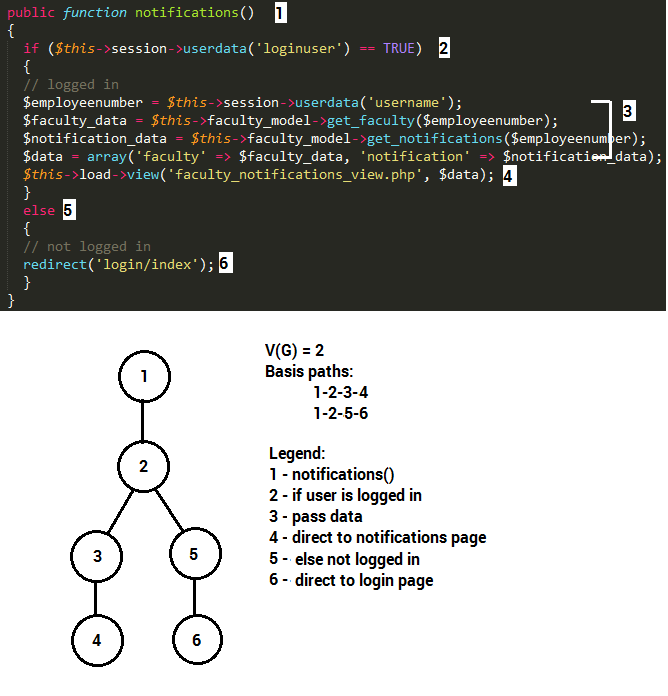 public function notifications() 1
{
if ($this->session->userdata('loginuser') == TRUE) 2
{
// logged in
$employeenumber = $this->session->userdata('username');
$faculty_data = $this->faculty_model->get_faculty($employeenumber); 3
$notification_data = $this->faculty_model->get_notifications($employeenumber);
$data = array('faculty' => $faculty_data, 'notification' => $notification_data);
$this->load->view('faculty_notifications_view.php', $data); 4
}
else 5
{
// not logged in
redirect('login/index'); 6
}
}
V(G) = 2
Basis paths:
1-2-3-4
1-2-5-6
Legend:
1 - notifications()
2 - if user is logged in
3 - pass data
4 - direct to notifications page
5 - else not logged in
6 - direct to login page
1
2
3 5
4 6